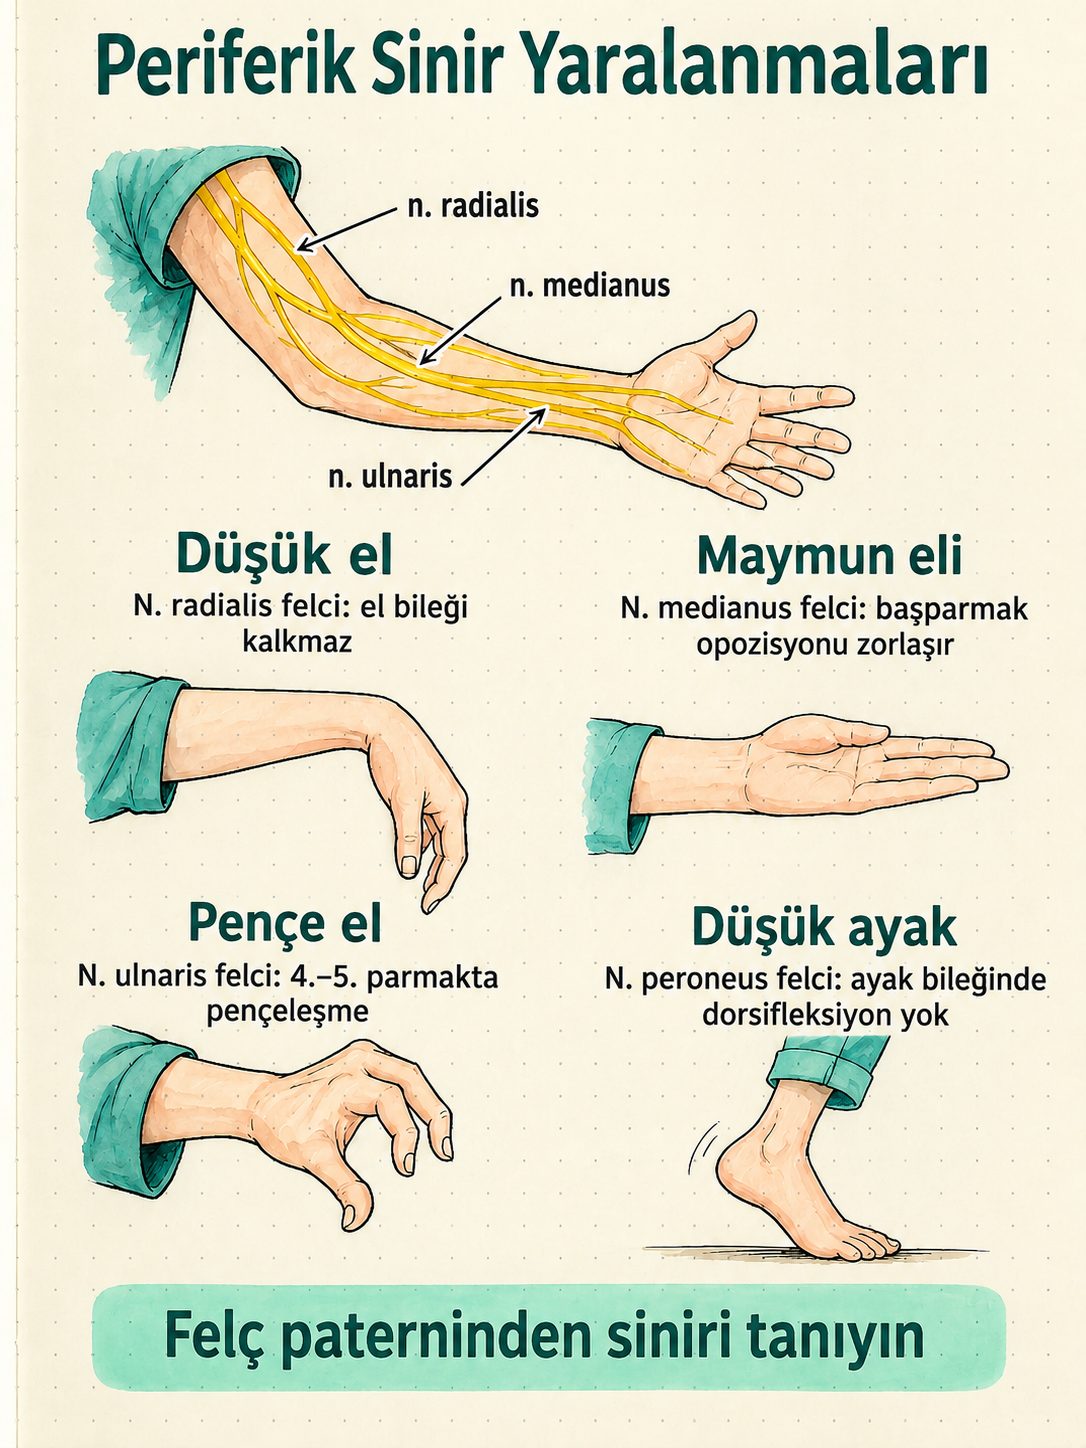 Periferik Sinir Yaralanmaları
n. radialis
n. medianus
n. ulnaris
Düşük el
N. radialis felci: el bileği
kalkmaz
Maymun eli
N. medianus felci: başparmak
opozisyonu zorlaşır
Pençe el
N. ulnaris felci: 4.–5. parmakta
pençeleşme
Düşük ayak
N. peroneus felci: ayak bileğinde
dorsifleksiyon yok
Felç paterninden siniri tanıyın